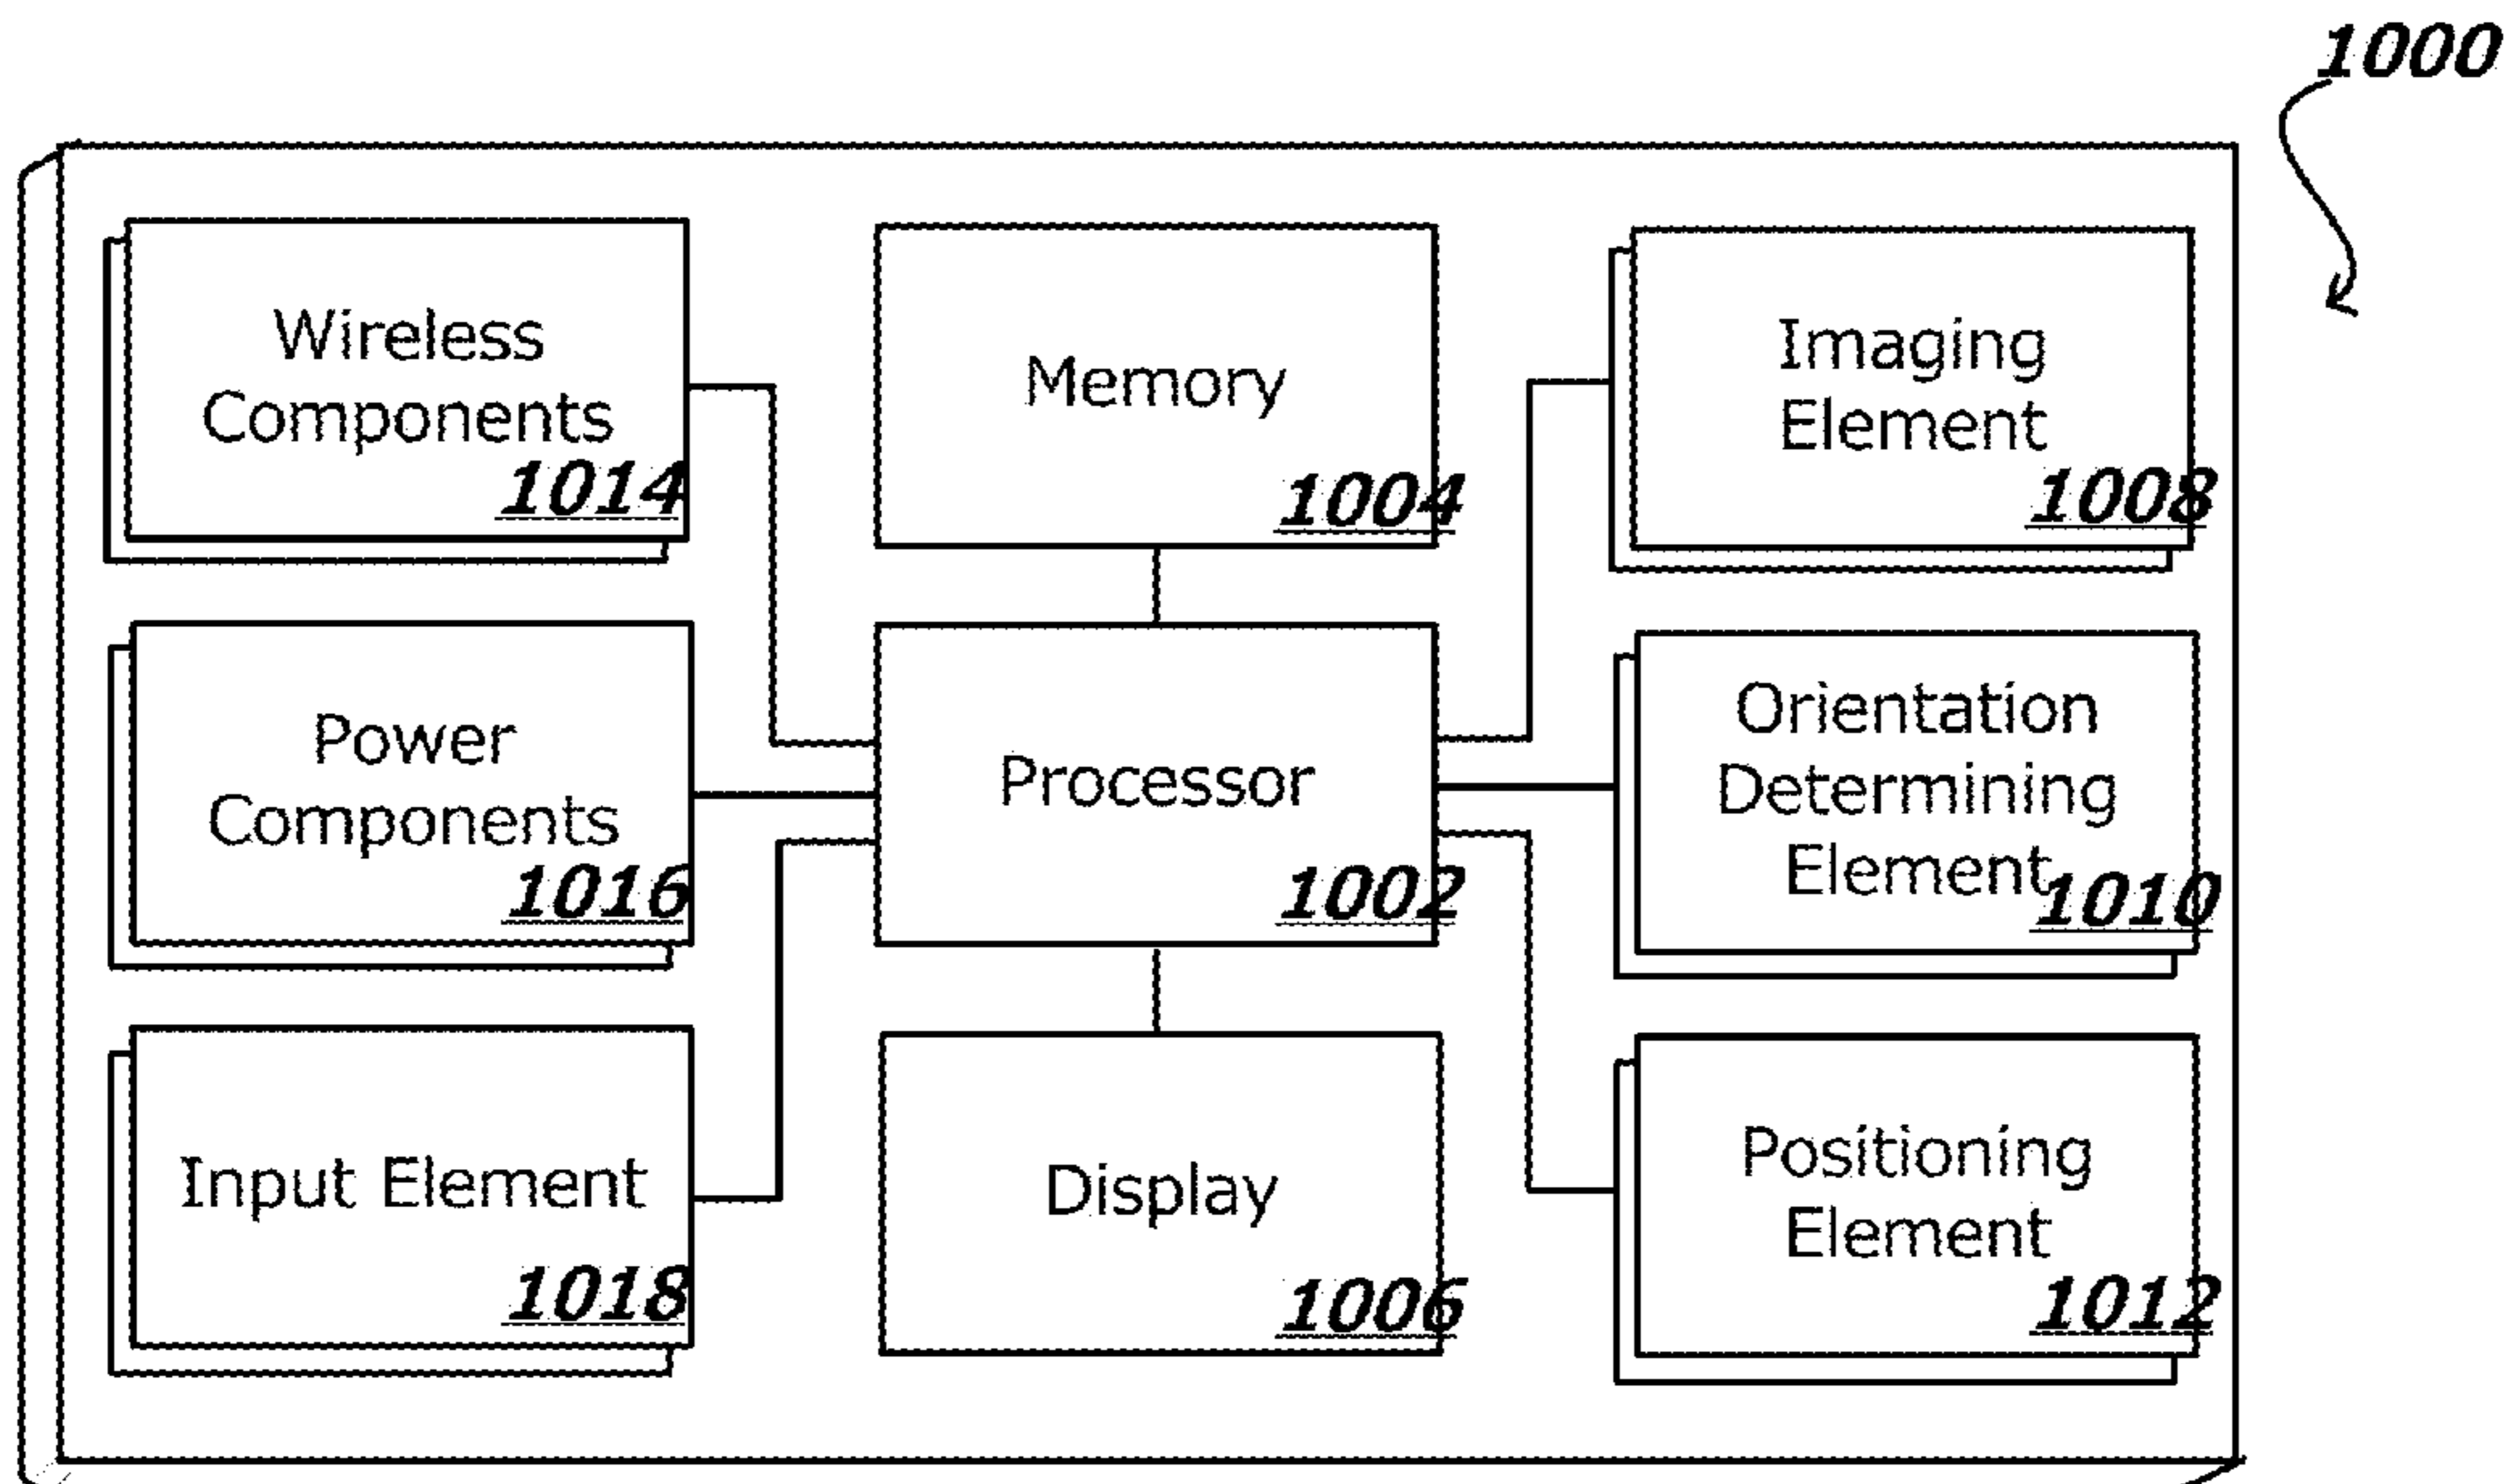 1000
Wireless
Components
1014
Memory
1004
Imaging
Element
1008
Power
Components
1016
Processor
1002
Orientation
Determining
Element
1010
Input Element
1018
Display
1006
Positioning
Element
1012